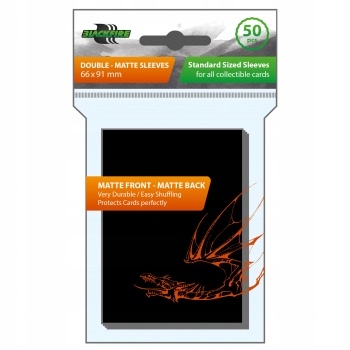 BLACKFIRE
50
pcs
DOUBLE - MATTE SLEEVES
66 x 91 mm
Standard Sized Sleeves
for all collectible cards
MATTE FRONT - MATTE BACK
Very Durable / Easy Shuffling
Protects Cards perfectly